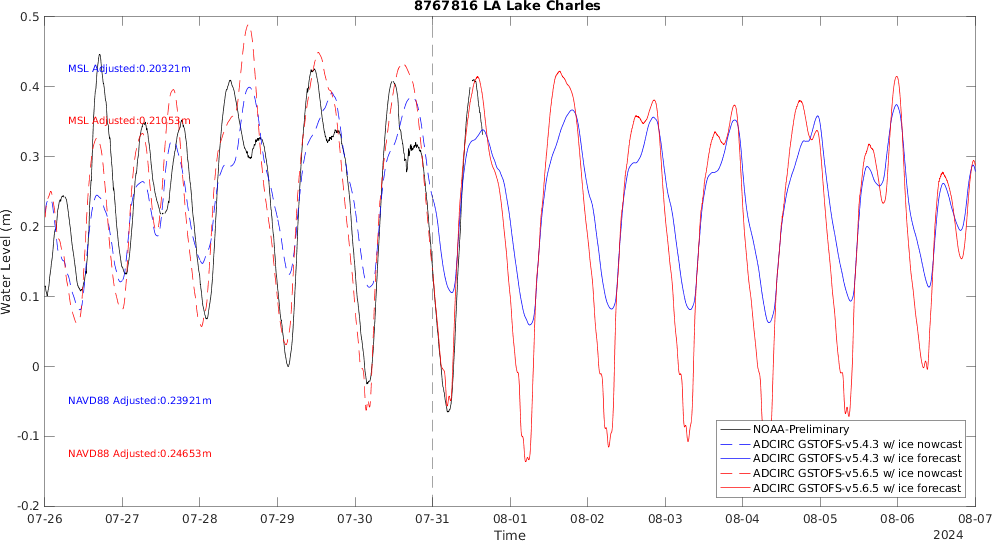 8767816 LA Lake Charles
0.5
0.4
0.3
0.2
0.1
0
-0.1
-0.2
Water Level (m)
MSL Adjusted:0.20321m
MSL Adjusted:0.21053m
NAVD88 Adjusted:0.23921m
NAVD88 Adjusted:0.24653m
NOAA-Preliminary
ADCIRC GSTOFS-v5.4.3 w/ ice nowcast
ADCIRC GSTOFS-v5.4.3 w/ ice forecast
ADCIRC GSTOFS-v5.6.5 w/ ice nowcast
ADCIRC GSTOFS-v5.6.5 w/ ice forecast
07-26 07-27 07-28 07-29 07-30 07-31 08-01 08-02 08-03 08-04 08-05 08-06 08-07
Time
2024